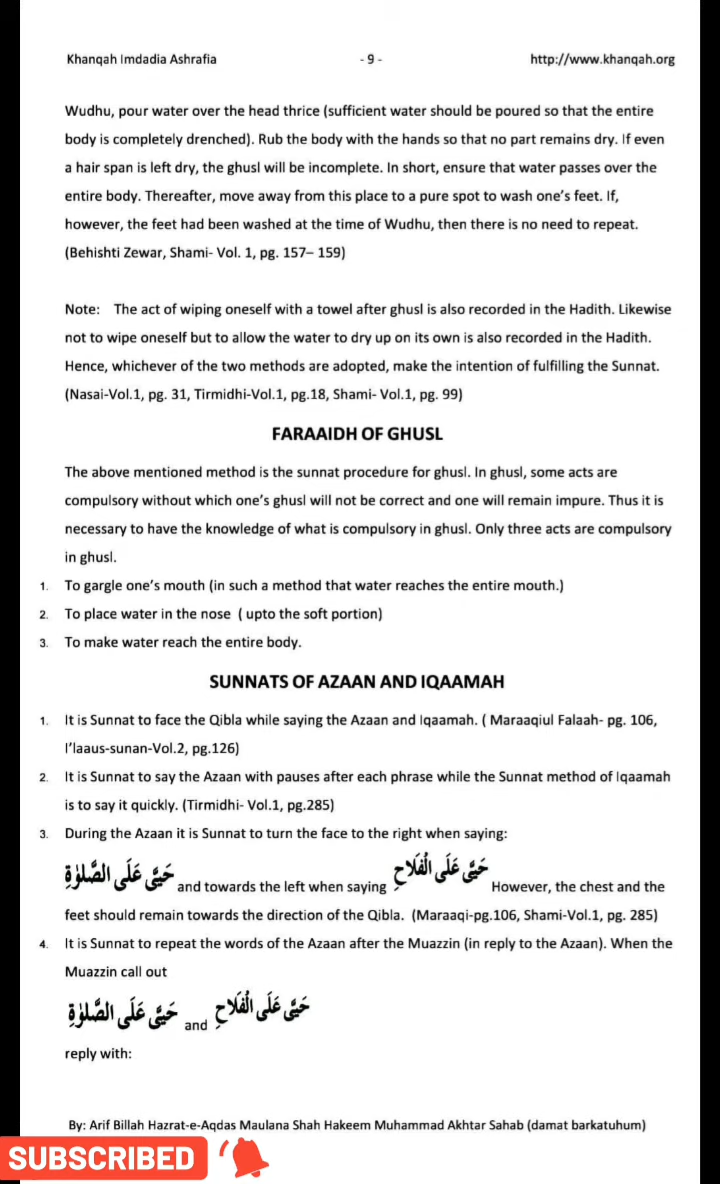 Khanqah Imdadia Ashrafia - 9 - http://www.khanqah.org
Wudhu, pour water over the head thrice (sufficient water should be poured so that the entire
body is completely drenched). Rub the body with the hands so that no part remains dry. If even
a hair span is left dry, the ghusl will be incomplete. In short, ensure that water passes over the
entire body. Thereafter, move away from this place to a pure spot to wash one's feet. If,
however, the feet had been washed at the time of Wudhu, then there is no need to repeat.
(Behishti Zewar, Shami- Vol. 1, pg. 157– 159)
Note: The act of wiping oneself with a towel after ghusl is also recorded in the Hadith. Likewise
not to wipe oneself but to allow the water to dry up on its own is also recorded in the Hadith.
Hence, whichever of the two methods are adopted, make the intention of fulfilling the Sunnat.
(Nasai-Vol.1, pg. 31, Tirmidhi-Vol.1, pg.18, Shami- Vol.1, pg. 99)
FARAAIDH OF GHUSL
The above mentioned method is the sunnat procedure for ghusl. In ghusl, some acts are
compulsory without which one's ghusl will not be correct and one will remain impure. Thus it is
necessary to have the knowledge of what is compulsory in ghusl. Only three acts are compulsory
in ghusl.
1. To gargle one's mouth (in such a method that water reaches the entire mouth.)
2. To place water in the nose ( upto the soft portion)
3. To make water reach the entire body.
SUNNATS OF AZAAN AND IQAAMAH
1. It is Sunnat to face the Qibla while saying the Azaan and Iqaamah. ( Maraaqiul Falaah- pg. 106,
I'laaus-sunan-Vol.2, pg.126)
2. It is Sunnat to say the Azaan with pauses after each phrase while the Sunnat method of Iqaamah
is to say it quickly. (Tirmidhi- Vol.1, pg.285)
3. During the Azaan it is Sunnat to turn the face to the right when saying:
حَيَّ عَلَى الصَّلٰوةِ and towards the left when saying حَيَّ عَلَى الْفَلَاحِ However, the chest and the
feet should remain towards the direction of the Qibla. (Maraaqi-pg.106, Shami-Vol.1, pg. 285)
4. It is Sunnat to repeat the words of the Azaan after the Muazzin (in reply to the Azaan). When the
Muazzin call out
حَيَّ عَلَى الصَّلٰوةِ and حَيَّ عَلَى الْفَلَاحِ
reply with:
By: Arif Billah Hazrat-e-Aqdas Maulana Shah Hakeem Muhammad Akhtar Sahab (damat barkatuhum)
SUBSCRIBED